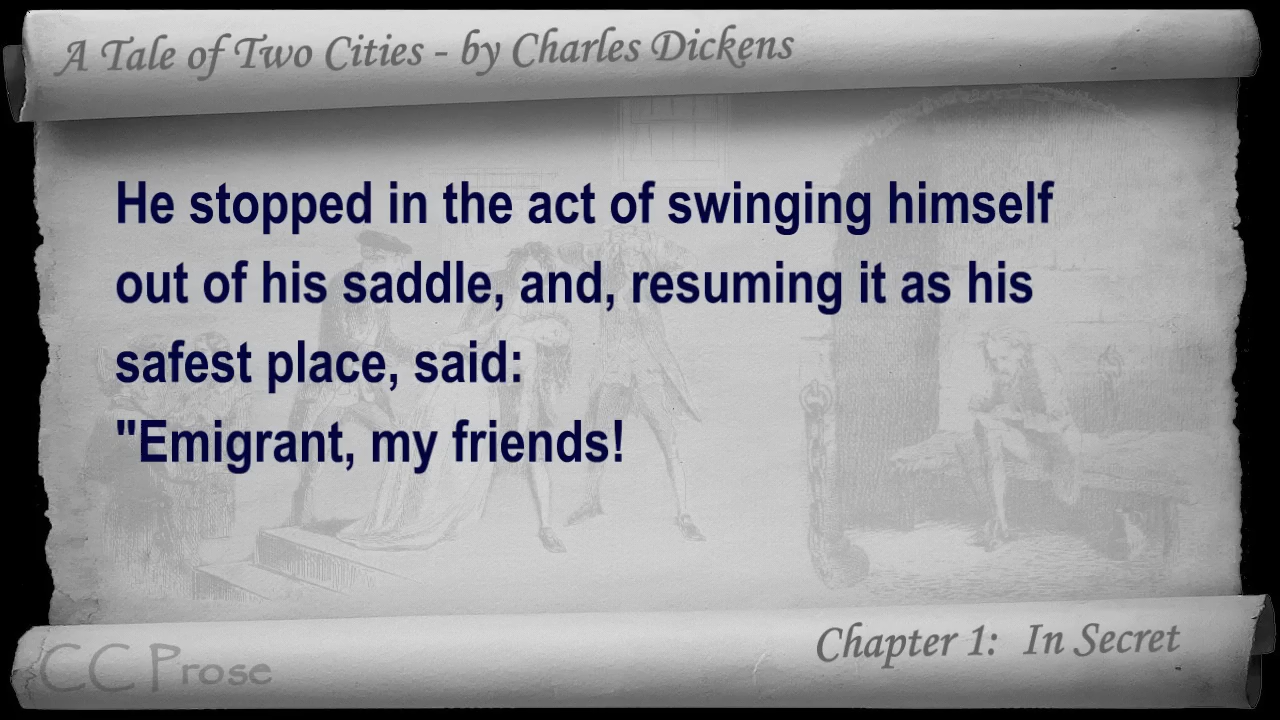 A Tale of Two Cities - by Charles Dickens
He stopped in the act of swinging himself
out of his saddle, and, resuming it as his
safest place, said:
"Emigrant, my friends!
Chapter 1: In Secret
CC Prose